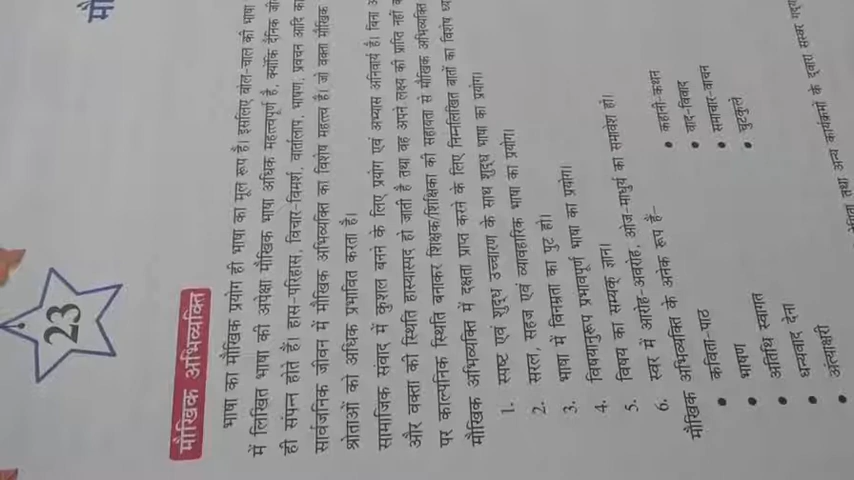 23
मौखिक अभिव्यक्ति
भाषा का मौखिक प्रयोग ही भाषा का मूल रूप है। इसलिए बोल-चाल की भाषा
में लिखित भाषा की अपेक्षा मौखिक भाषा अधिक महत्त्वपूर्ण है, क्योंकि दैनिक
ही संपन्न होते हैं। हास-परिहास, विचार-विमर्श, वार्तालाप, भाषण, प्रवचन आदि
सार्वजनिक जीवन में मौखिक अभिव्यक्ति का विशेष महत्त्व है। जो वक्ता मौखिक
श्रोताओं को अधिक प्रभावित करता है।
सामाजिक संवाद में कुशल बनने के लिए प्रयोग एवं अभ्यास अनिवार्य है। बिना
और वक्ता की स्थिति हास्यास्पद हो जाती है तथा वह अपने लक्ष्य की प्राप्ति नहीं
पर काल्पनिक स्थिति बनाकर शिक्षक/शिक्षिका की सहायता से मौखिक अभिव्यक्ति
मौखिक अभिव्यक्ति में दक्षता प्राप्त करने के लिए निम्नलिखित बातों का विशेष
1. स्पष्ट एवं शुद्ध उच्चारण के साथ शुद्ध भाषा का प्रयोग।
2. सरल, सहज एवं व्यावहारिक भाषा का प्रयोग।
3. भाषा में विनम्रता का पुट हो।
4. विषयानुरूप प्रभावपूर्ण भाषा का प्रयोग।
5. विषय का सम्यक् ज्ञान।
6. स्वर में आरोह-अवरोह, ओज-माधुर्य का समावेश हो।
मौखिक अभिव्यक्ति के अनेक रूप हैं–
• कविता-पाठ • कहानी-कथन
• भाषण • वाद-विवाद
• अतिथि स्वागत • समाचार-वाचन
• धन्यवाद देना • चुटकुले
• अंत्याक्षरी
तथा अन्य कार्यक्रमों के द्वारा